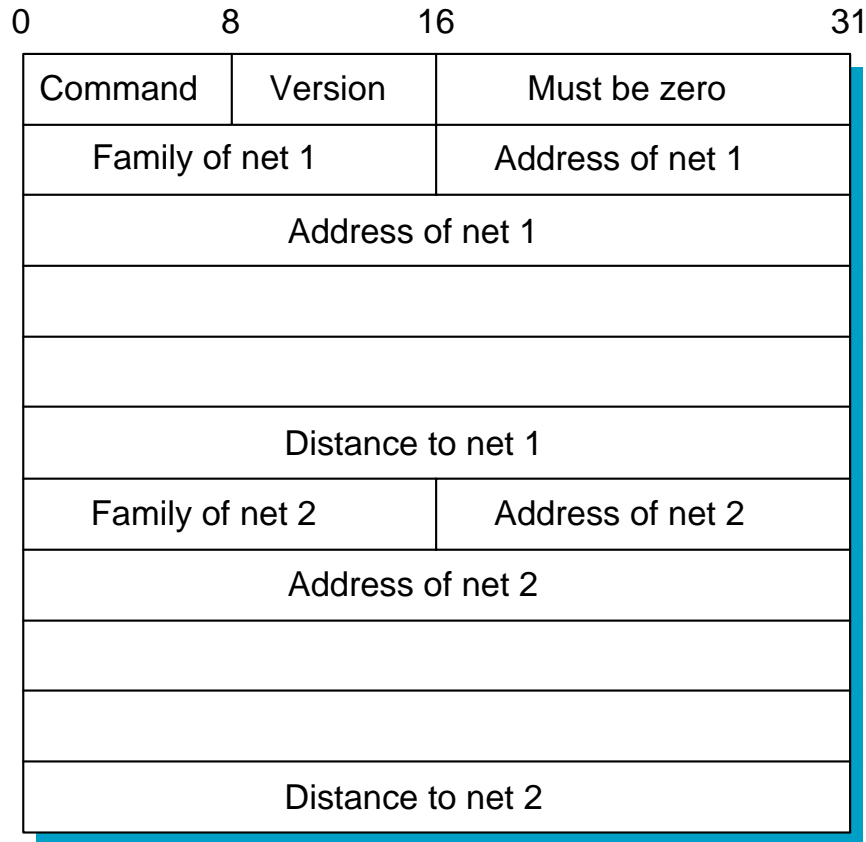 0 8 16 31
Command Version Must be zero
Family of net 1 Address of net 1
Address of net 1
Distance to net 1
Family of net 2 Address of net 2
Address of net 2
Distance to net 2